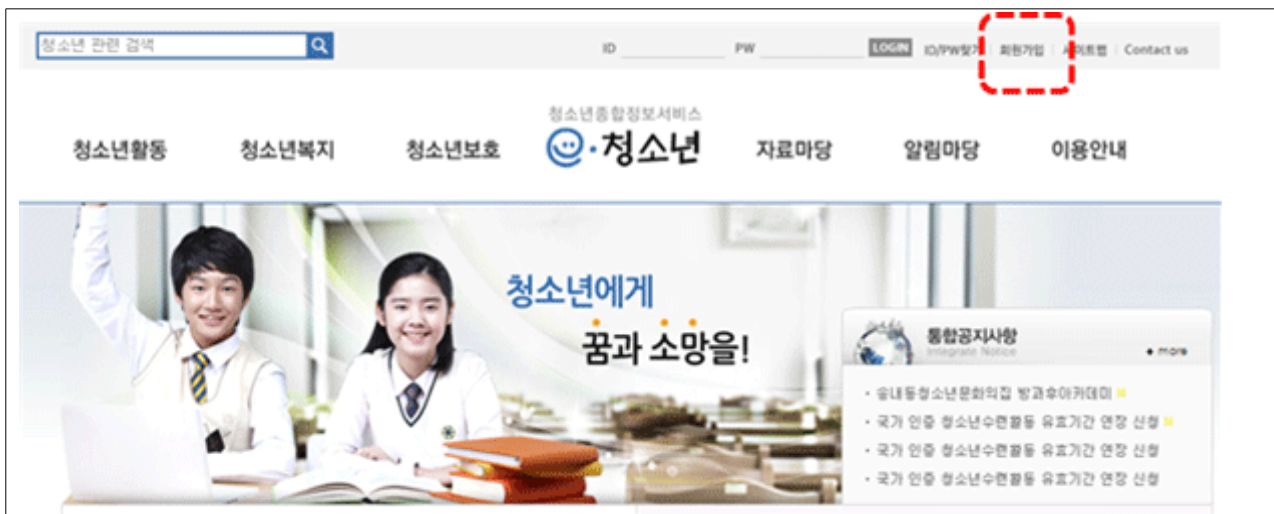 청소년 관련 검색
ID PW LOGIN ID/PW찾기 회원가입 사이트맵 Contact us
청소년종합정보서비스
청소년활동 청소년복지 청소년보호 e·청소년 자료마당 알림마당 이용안내
청소년에게
꿈과 소망을!
통합공지사항
Integrate Notice
more
송내동청소년문화의집 방과후아카데미
국가 인증 청소년수련활동 유효기간 연장 신청
국가 인증 청소년수련활동 유효기간 연장 신청
국가 인증 청소년수련활동 유효기간 연장 신청